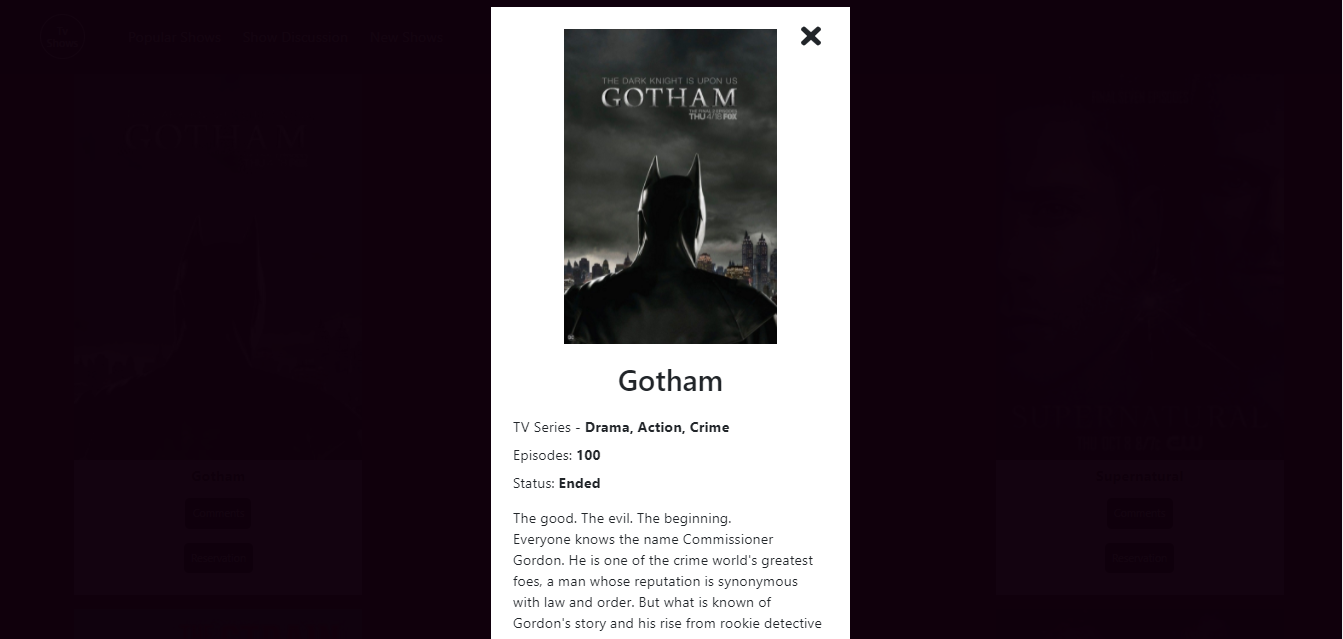 THE DARK KNIGHT IS UPON US
GOTHAM
THU 4/18 FOX
Gotham
TV Series - Drama, Action, Crime
Episodes: 100
Status: Ended
The good. The evil. The beginning.
Everyone knows the name Commissioner
Gordon. He is one of the crime world's greatest
foes, a man whose reputation is synonymous
with law and order. But what is known of
Gordon's story and his rise from rookie detective